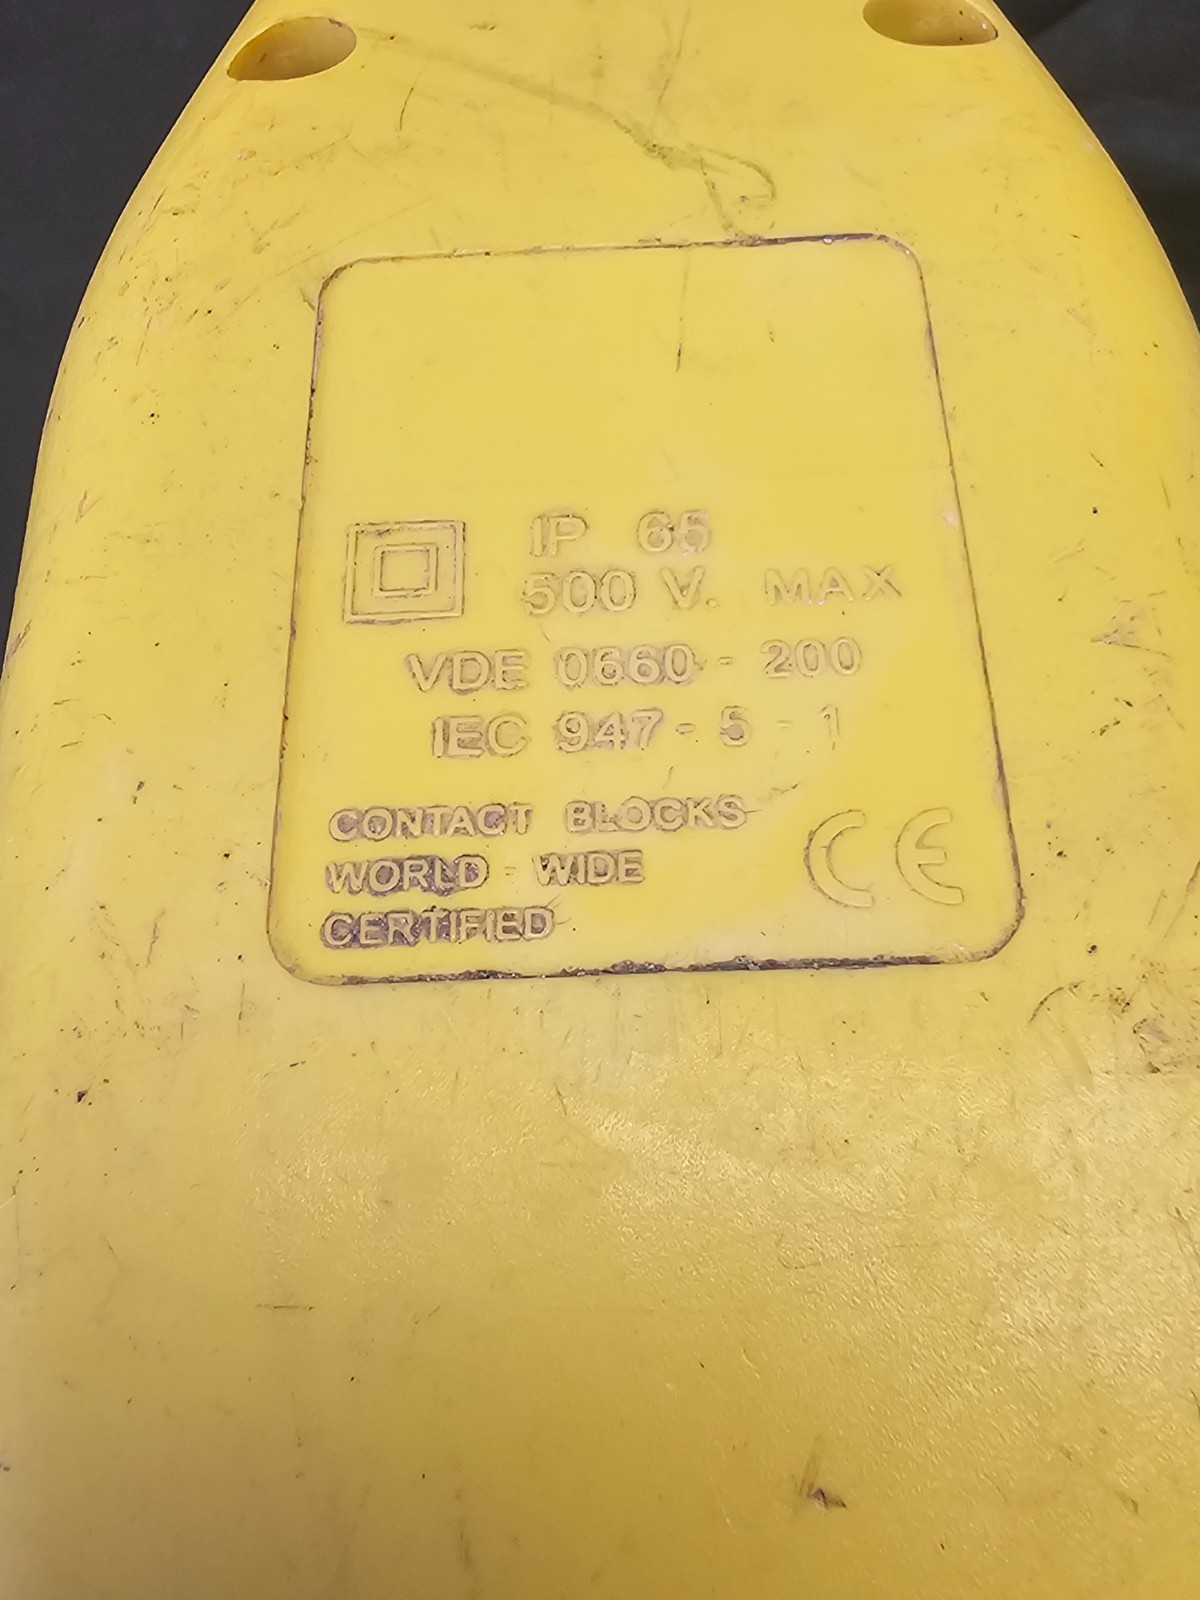 IP 65
500 V. MAX
VDE 0660 - 200
IEC 947 - 5 - 1
CONTACT BLOCKS
WORLD - WIDE
CERTIFIED
CE